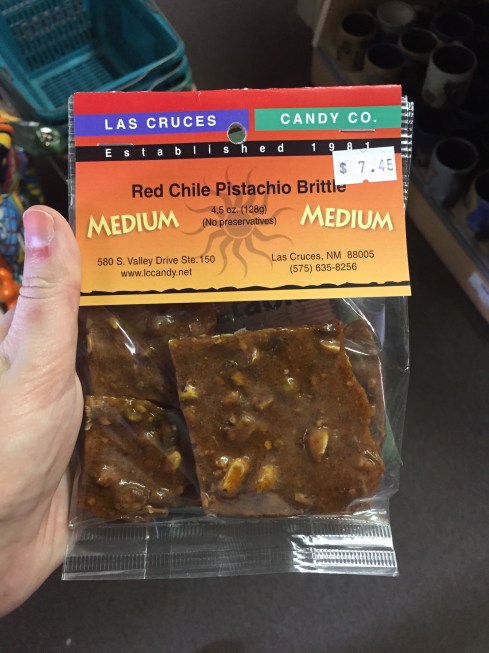 LAS CRUCES CANDY CO.
Established 1981
$ 7.45
Red Chile Pistachio Brittle
4.5 oz. (128g)
MEDIUM (No preservatives) MEDIUM
580 S. Valley Drive Ste. 150 Las Cruces, NM 88005
www.lccandy.net (575) 635-8256